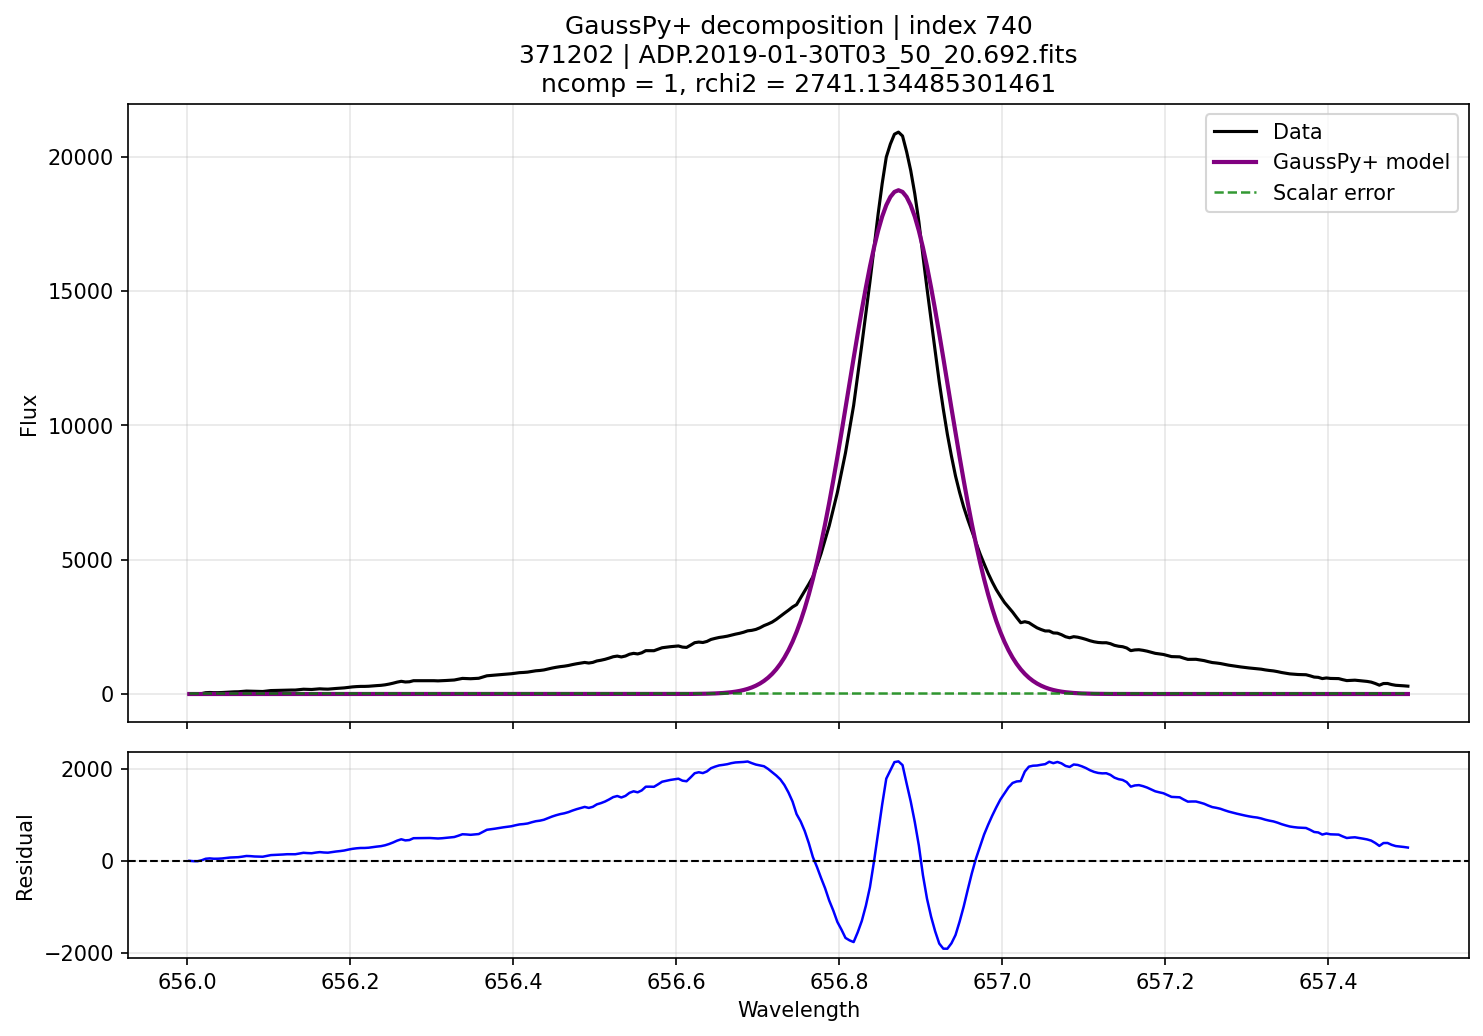 GaussPy+ decomposition | index 740
371202 | ADP.2019-01-30T03_50_20.692.fits
ncomp = 1, rchi2 = 2741.134485301461
Data
GaussPy+ model
Scalar error
20000
15000
10000
5000
0
Flux
2000
0
−2000
Residual
656.0 656.2 656.4 656.6 656.8 657.0 657.2 657.4
Wavelength